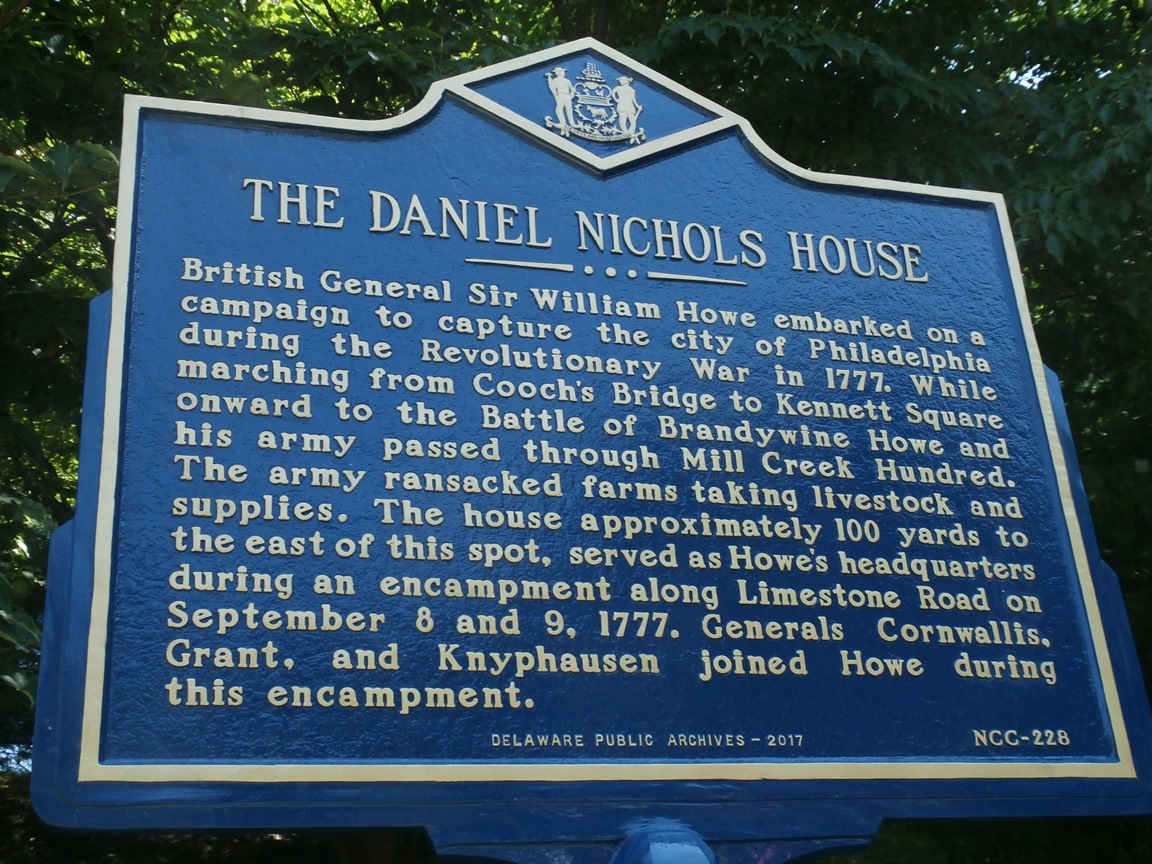 THE DANIEL NICHOLS HOUSE
British General Sir William Howe embarked on a
campaign to capture the city of Philadelphia
during the Revolutionary War in 1777. While
marching from Cooch's Bridge to Kennett Square
onward to the Battle of Brandywine Howe and
his army passed through Mill Creek Hundred.
The army ransacked farms taking livestock and
supplies. The house approximately 100 yards to
the east of this spot, served as Howe's headquarters
during an encampment along Limestone Road on
September 8 and 9, 1777. Generals Cornwallis,
Grant, and Knyphausen joined Howe during
this encampment.
DELAWARE PUBLIC ARCHIVES – 2017
NCC-228